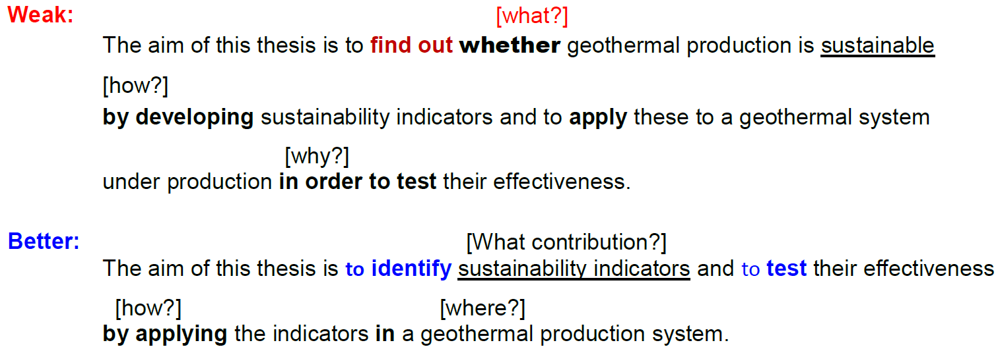 Weak: [what?]
The aim of this thesis is to find out whether geothermal production is sustainable
[how?]
by developing sustainability indicators and to apply these to a geothermal system
[why?]
under production in order to test their effectiveness.
Better: [What contribution?]
The aim of this thesis is to identify sustainability indicators and to test their effectiveness
[how?] [where?]
by applying the indicators in a geothermal production system.